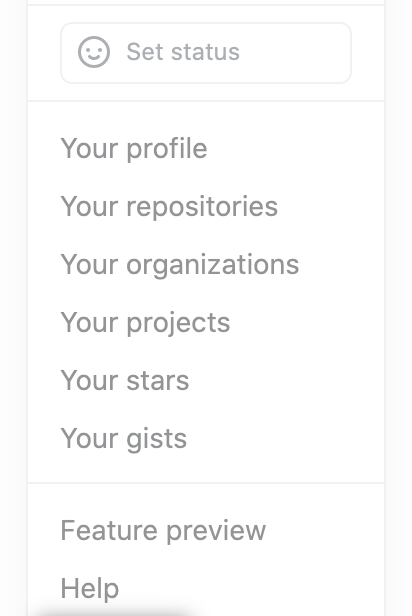 Set status
Your profile
Your repositories
Your organizations
Your projects
Your stars
Your gists
Feature preview
Help